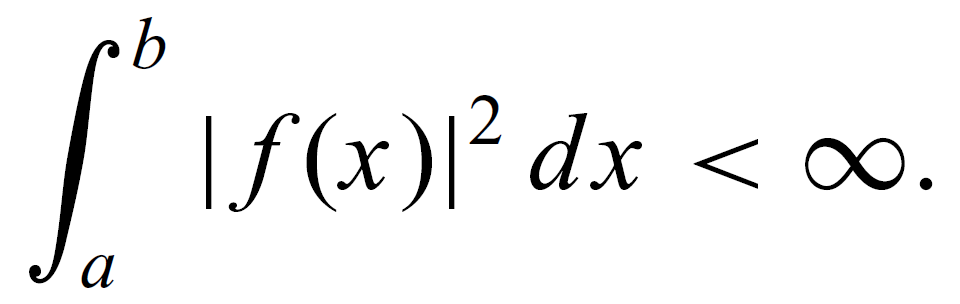 ∫_a^b |f(x)|^2 dx < ∞.